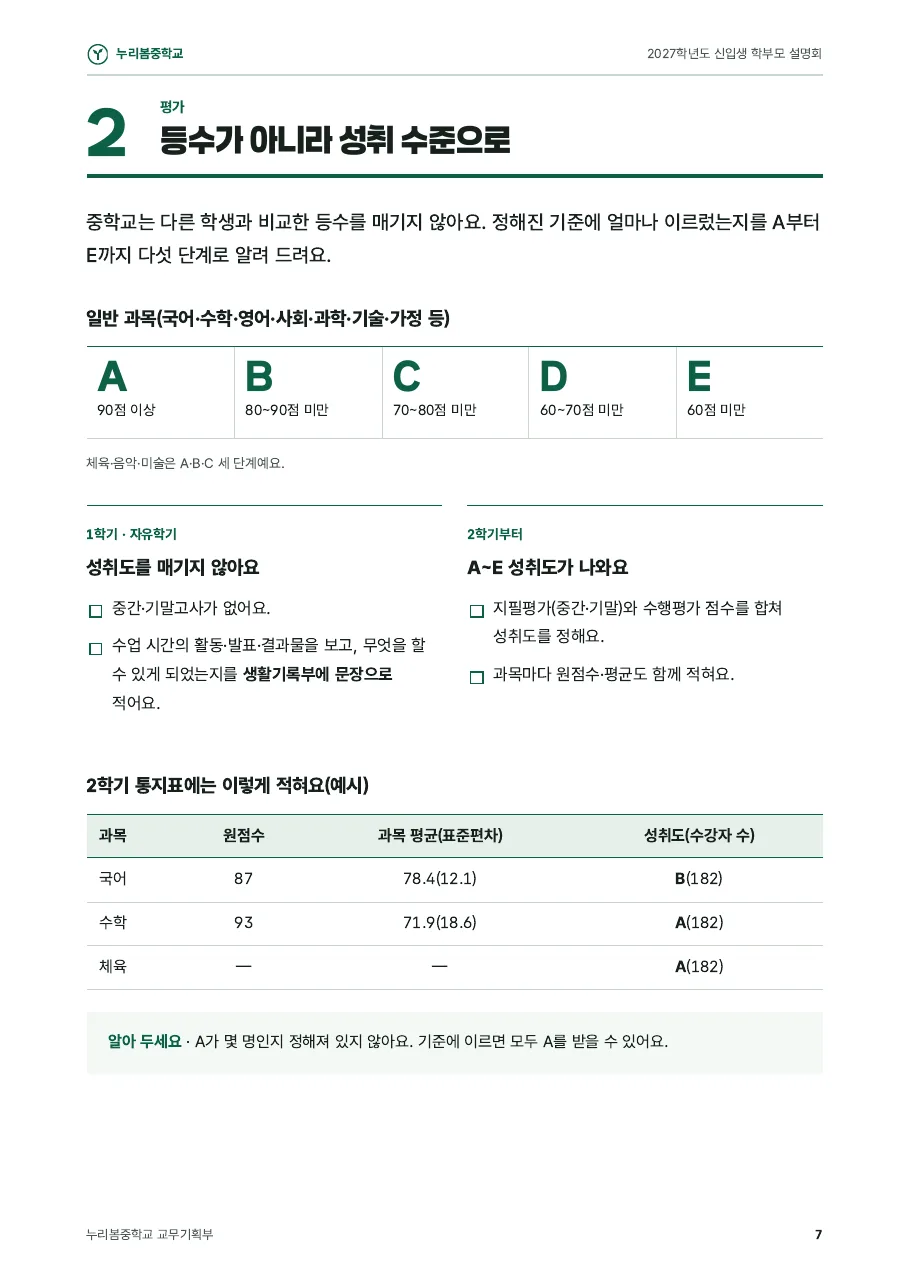 누리봄중학교
2027학년도 신입생 학부모 설명회
2
평가
등수가 아니라 성취 수준으로
중학교는 다른 학생과 비교한 등수를 매기지 않아요. 정해진 기준에 얼마나 이르렀는지를 A부터
E까지 다섯 단계로 알려 드려요.
일반 과목(국어·수학·영어·사회·과학·기술·가정 등)
A
90점 이상
B
80~90점 미만
C
70~80점 미만
D
60~70점 미만
E
60점 미만
체육·음악·미술은 A·B·C 세 단계예요.
1학기 · 자유학기
성취도를 매기지 않아요
중간·기말고사가 없어요.
수업 시간의 활동·발표·결과물을 보고, 무엇을 할
수 있게 되었는지를 생활기록부에 문장으로
적어요.
2학기부터
A~E 성취도가 나와요
지필평가(중간·기말)와 수행평가 점수를 합쳐
성취도를 정해요.
과목마다 원점수·평균도 함께 적혀요.
2학기 통지표에는 이렇게 적혀요(예시)
과목 원점수 과목 평균(표준편차) 성취도(수강자 수)
국어 87 78.4(12.1) B(182)
수학 93 71.9(18.6) A(182)
체육 — — A(182)
알아 두세요 · A가 몇 명인지 정해져 있지 않아요. 기준에 이르면 모두 A를 받을 수 있어요.
누리봄중학교 교무기획부
7